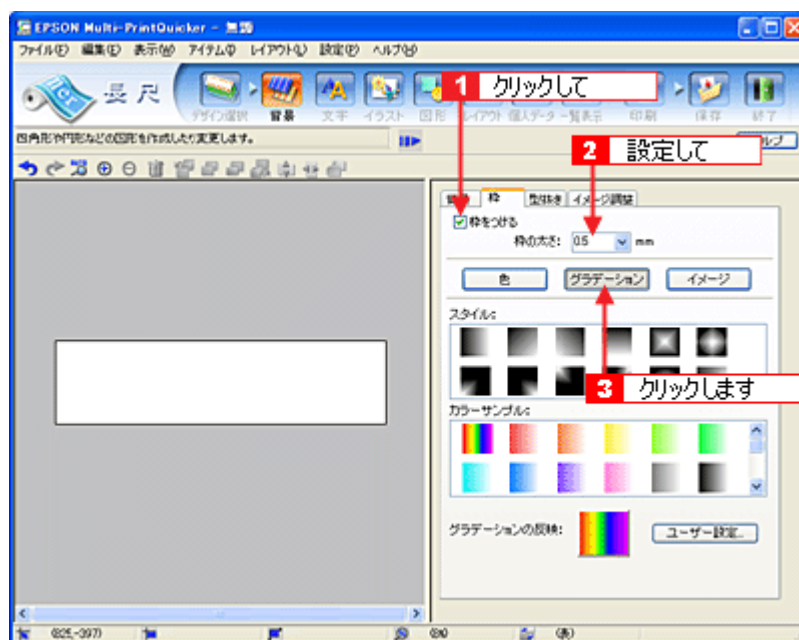 EPSON Multi-PrintQuicker - 無題
ファイル(F) 編集(E) 表示(W) アイテム(I) レイアウト(L) 設定(P) ヘルプ(H)
長尺
デザイン選択 背景 文字 イラスト 図形 レイアウト 個人データ 一覧表示 印刷 保存 終了
1 クリックして
四角形や円形などの図形を作成したり変更します。
ヘルプ
2 設定して
枠 型抜き イメージ調整
枠をつける
枠の太さ: 0.5 mm
色 グラデーション イメージ
スタイル:
3 クリックします
カラーサンプル:
グラデーションの反映: ユーザー設定...
(825,-397) (0x0) (表)